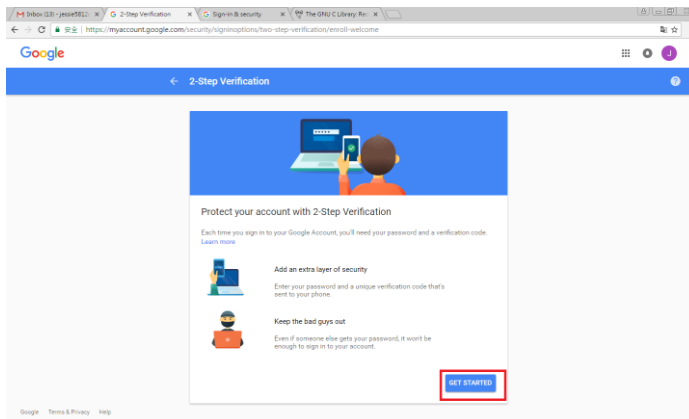 Inbox (13) - jessie5812
2-Step Verification
Sign-in & security
The GNU C Library: Re
安全 | https://myaccount.google.com/security/signinoptions/two-step-verification/enroll-welcome
Google
J
2-Step Verification
Protect your account with 2-Step Verification
Each time you sign in to your Google Account, you'll need your password and a verification code.
Learn more
Add an extra layer of security
Enter your password and a unique verification code that's
sent to your phone.
Keep the bad guys out
Even if someone else gets your password, it won't be
enough to sign in to your account.
GET STARTED
Google Terms & Privacy Help